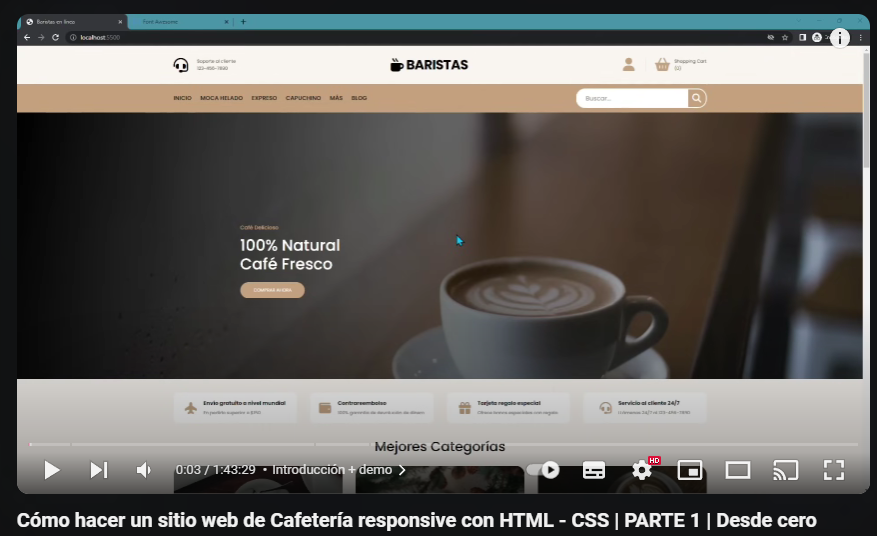 Baristas en línea
Font Awesome
localhost:5500
Soporte al cliente
123-456-7890
BARISTAS
Shopping Cart
(0)
INICIO MOCA HELADO EXPRESO CAPUCHINO MÁS BLOG
Buscar...
Café Delicioso
100% Natural
Café Fresco
COMPRAR AHORA
Envío gratuito a nivel mundial
En pedido superior a $150
Contrareembolso
100% garantía de devolución de dinero
Tarjeta regalo especial
Ofrece bonos especiales con regalo
Servicio al cliente 24/7
LLámenos 24/7 al 123-456-7890
Mejores Categorías
0:03 / 1:43:29 • Introducción + demo
HD
Cómo hacer un sitio web de Cafetería responsive con HTML - CSS | PARTE 1 | Desde cero